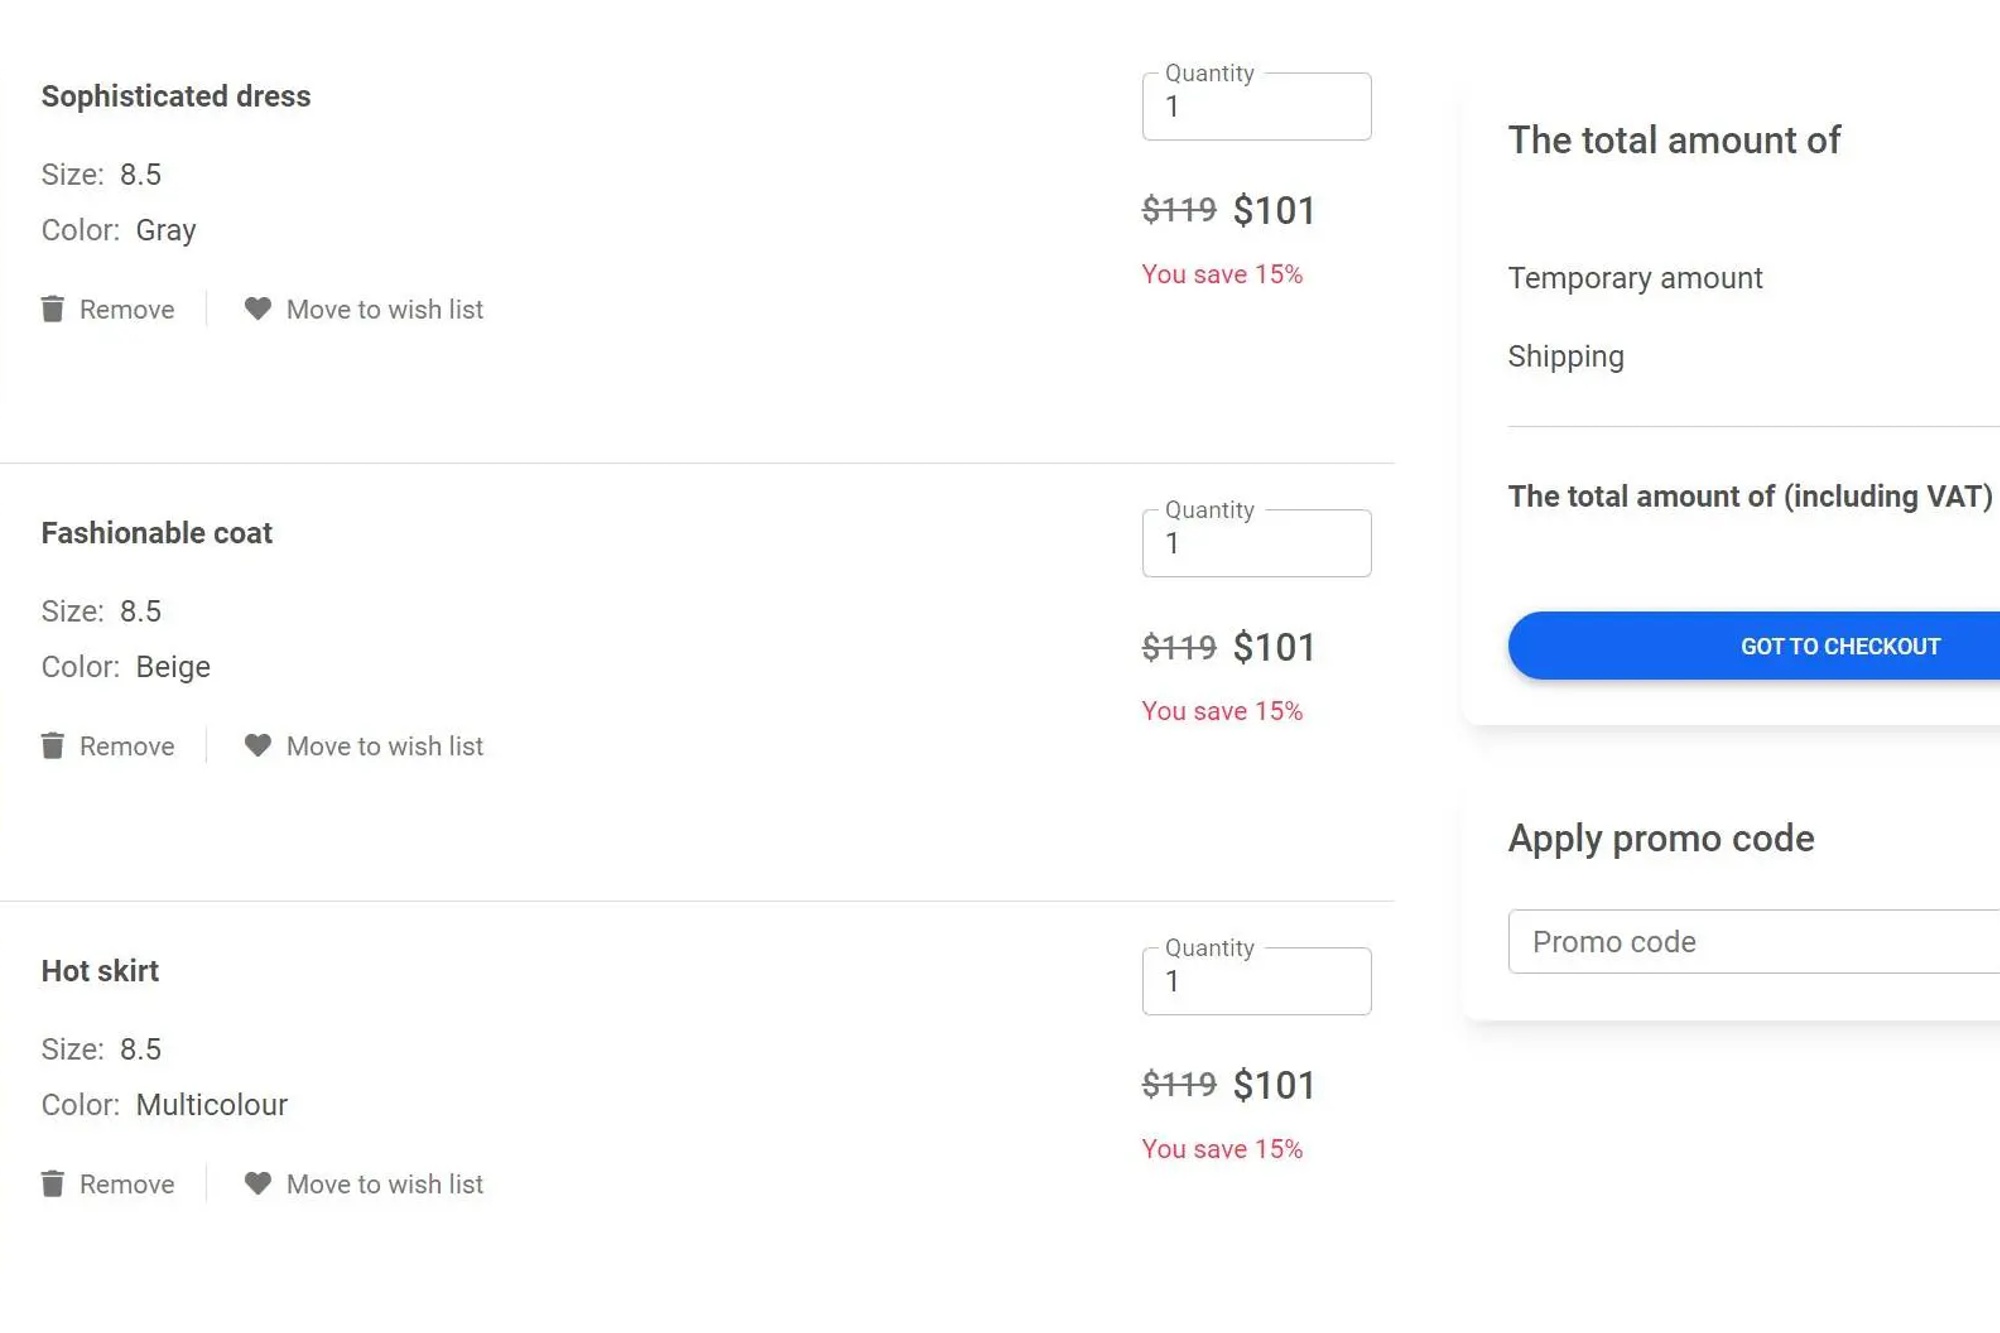 Sophisticated dress
Size: 8.5
Color: Gray
Remove
Move to wish list
Quantity
1
$119 $101
You save 15%
Fashionable coat
Size: 8.5
Color: Beige
Remove
Move to wish list
Quantity
1
$119 $101
You save 15%
Hot skirt
Size: 8.5
Color: Multicolour
Remove
Move to wish list
Quantity
1
$119 $101
You save 15%
The total amount of
Temporary amount
Shipping
The total amount of (including VAT)
GOT TO CHECKOUT
Apply promo code
Promo code